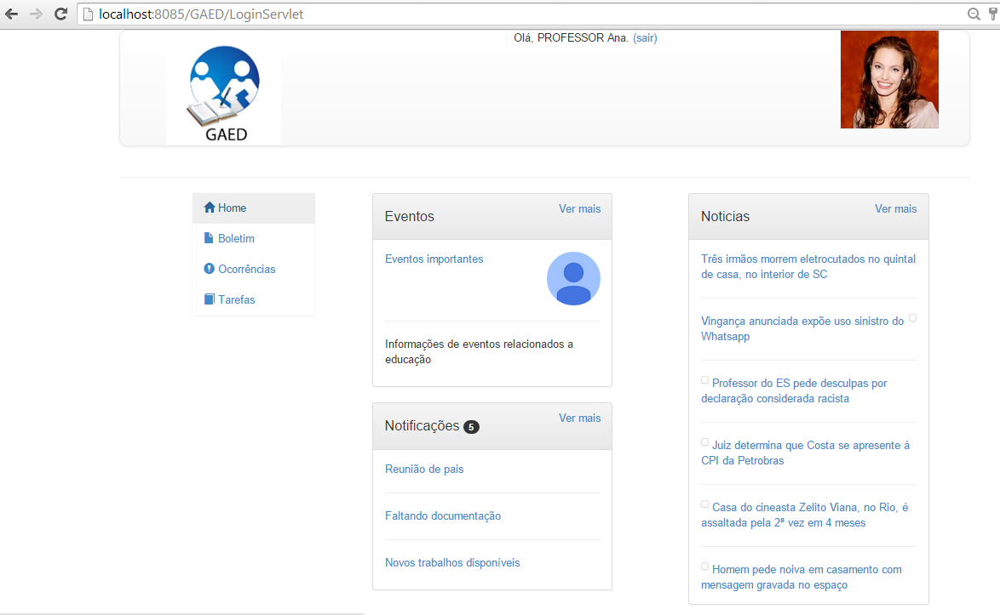 localhost:8085/GAED/LoginServlet
Olá, PROFESSOR Ana. (sair)
GAED
Home
Boletim
Ocorrências
Tarefas
Eventos
Ver mais
Eventos importantes
Informações de eventos relacionados a
educação
Notificações 5
Ver mais
Reunião de pais
Faltando documentação
Novos trabalhos disponíveis
Noticias
Ver mais
Três irmãos morrem eletrocutados no quintal
de casa, no interior de SC
Vingança anunciada expõe uso sinistro do
Whatsapp
Professor do ES pede desculpas por
declaração considerada racista
Juiz determina que Costa se apresente à
CPI da Petrobras
Casa do cineasta Zelito Viana, no Rio, é
assaltada pela 2ª vez em 4 meses
Homem pede noiva em casamento com
mensagem gravada no espaço